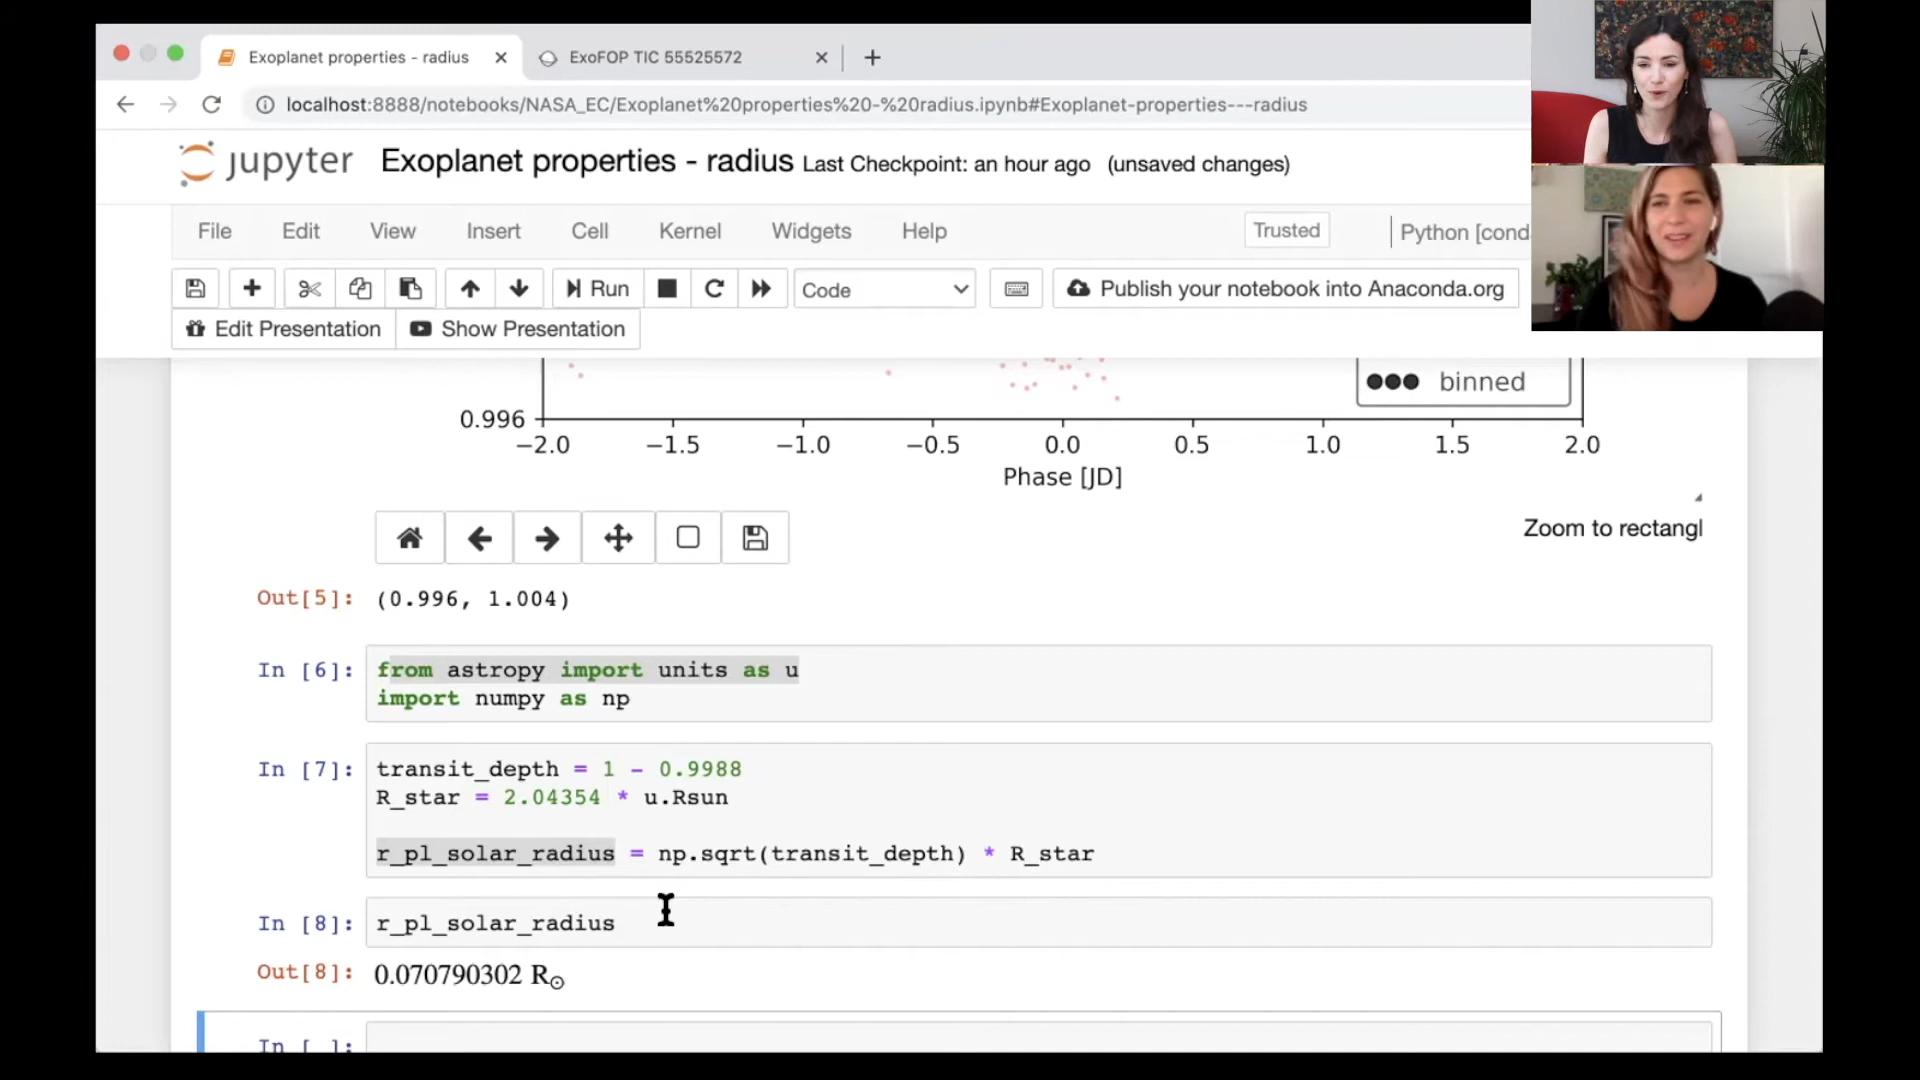 Exoplanet properties - radius
ExoFOP TIC 55525572
localhost:8888/notebooks/NASA_EC/Exoplanet%20properties%20-%20radius.ipynb#Exoplanet-properties---radius
jupyter Exoplanet properties - radius Last Checkpoint: an hour ago (unsaved changes)
File Edit View Insert Cell Kernel Widgets Help Trusted Python [cond
Run Code Publish your notebook into Anaconda.org
Edit Presentation Show Presentation
binned
0.996
−2.0 −1.5 −1.0 −0.5 0.0 0.5 1.0 1.5 2.0
Phase [JD]
Zoom to rectangl
Out[5]: (0.996, 1.004)
In [6]: from astropy import units as u
import numpy as np
In [7]: transit_depth = 1 - 0.9988
R_star = 2.04354 * u.Rsun
r_pl_solar_radius = np.sqrt(transit_depth) * R_star
In [8]: r_pl_solar_radius
Out[8]: 0.070790302 R⊙
In [ ]: